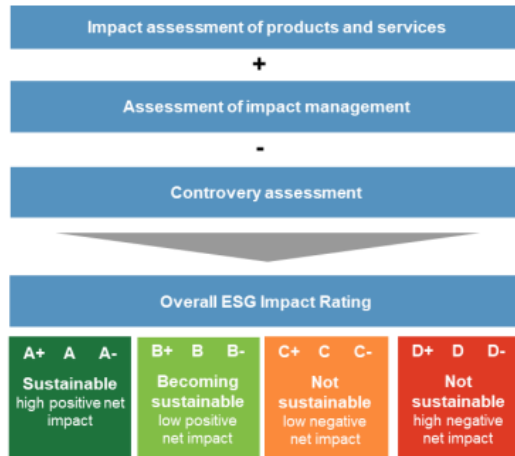 Impact assessment of products and services
+
Assessment of impact management
-
Controvery assessment
Overall ESG Impact Rating
A+ A A-
Sustainable
high positive net
impact
B+ B B-
Becoming
sustainable
low positive
net impact
C+ C C-
Not
sustainable
low negative
net impact
D+ D D-
Not
sustainable
high negative
net impact